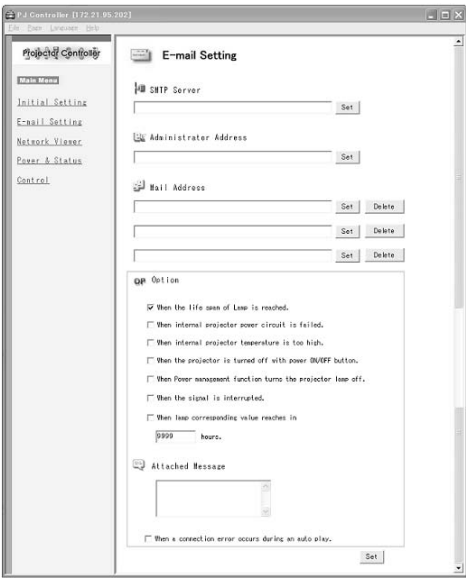 PJ Controller [172.21.95.202]
File Page Language Help
Projector Controller
Main Menu
Initial Setting
E-mail Setting
Network Viewer
Power & Status
Control
E-mail Setting
SMTP Server
Set
Administrator Address
Set
Mail Address
Set Delete
Set Delete
Set Delete
OP Option
When the life span of Lamp is reached.
When internal projector power circuit is failed.
When internal projector temperature is too high.
When the projector is turned off with power ON/OFF button.
When Power management function turns the projector lamp off.
When the signal is interrupted.
When lamp corresponding value reaches in
9999 hours.
Attached Message
When a connection error occurs during an auto play.
Set